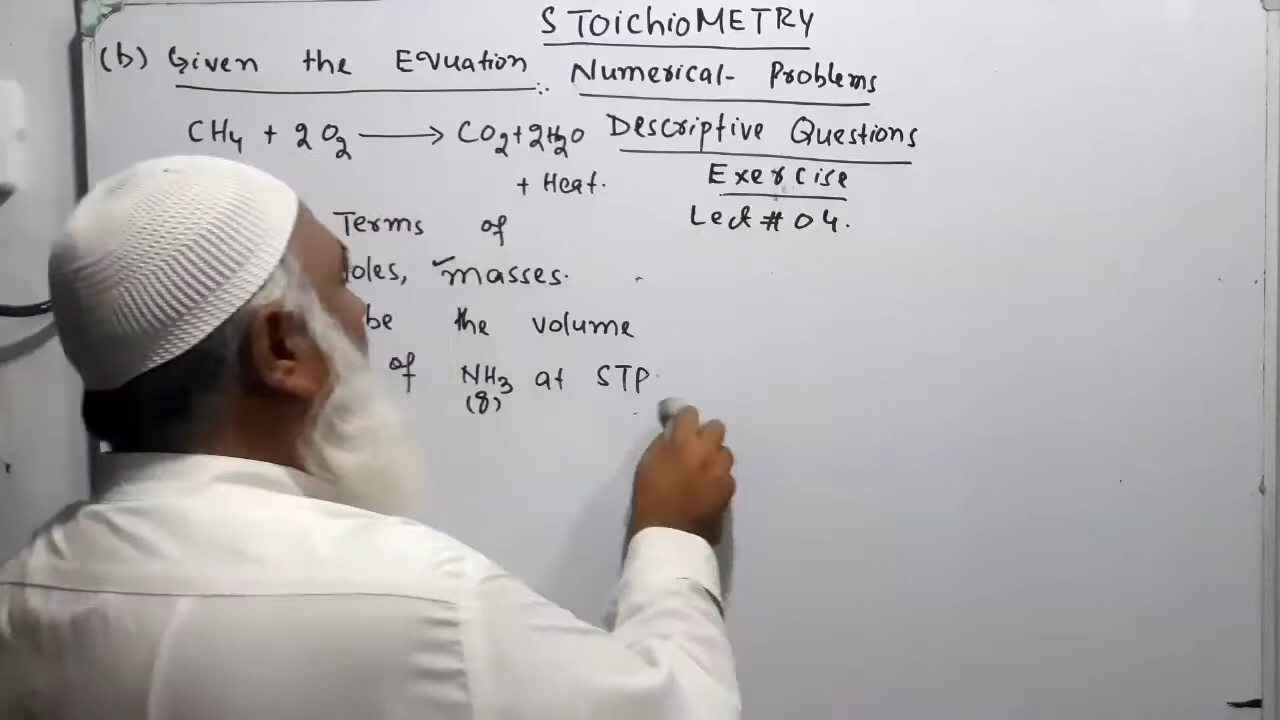 SToichioMETRY
(b) Given the EQuation:.
Numerical- Problems
CH4 + 2O2 ⟶ CO2+2H2O
Descriptive Questions
+ Heat.
Exercise
Lect # 04.
Terms of
oles, ✓masses.
be the volume
of NH3 at STP
(g)